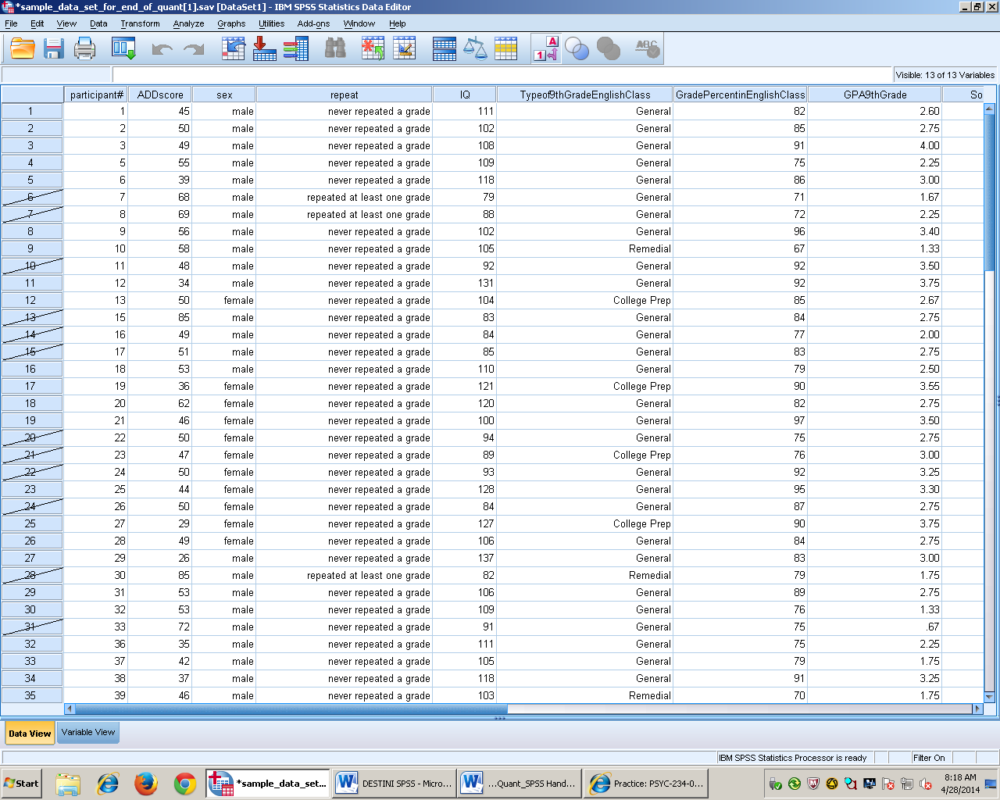 *sample_data_set_for_end_of_quant[1].sav [DataSet1] - IBM SPSS Statistics Data Editor
File Edit View Data Transform Analyze Graphs Utilities Add-ons Window Help
Visible: 13 of 13 Variables
participant# ADDscore sex repeat IQ Typeof9thGradeEnglishClass GradePercentinEnglishClass GPA9thGrade So
1 1 45 male never repeated a grade 111 General 82 2.60
2 2 50 male never repeated a grade 102 General 85 2.75
3 3 49 male never repeated a grade 108 General 91 4.00
4 5 55 male never repeated a grade 109 General 75 2.25
5 6 39 male never repeated a grade 118 General 86 3.00
6 7 68 male repeated at least one grade 79 General 71 1.67
7 8 69 male repeated at least one grade 88 General 72 2.25
8 9 56 male never repeated a grade 102 General 96 3.40
9 10 58 male never repeated a grade 105 Remedial 67 1.33
10 11 48 male never repeated a grade 92 General 92 3.50
11 12 34 male never repeated a grade 131 General 92 3.75
12 13 50 female never repeated a grade 104 College Prep 85 2.67
13 15 85 male never repeated a grade 83 General 84 2.75
14 16 49 male never repeated a grade 84 General 77 2.00
15 17 51 male never repeated a grade 85 General 83 2.75
16 18 53 male never repeated a grade 110 General 79 2.50
17 19 36 female never repeated a grade 121 College Prep 90 3.55
18 20 62 female never repeated a grade 120 General 82 2.75
19 21 46 female never repeated a grade 100 General 97 3.50
20 22 50 female never repeated a grade 94 General 75 2.75
21 23 47 female never repeated a grade 89 College Prep 76 3.00
22 24 50 female never repeated a grade 93 General 92 3.25
23 25 44 female never repeated a grade 128 General 95 3.30
24 26 50 female never repeated a grade 84 General 87 2.75
25 27 29 female never repeated a grade 127 College Prep 90 3.75
26 28 49 female never repeated a grade 106 General 84 2.75
27 29 26 male never repeated a grade 137 General 83 3.00
28 30 85 male repeated at least one grade 82 Remedial 79 1.75
29 31 53 male never repeated a grade 106 General 89 2.75
30 32 53 male never repeated a grade 109 General 76 1.33
31 33 72 male never repeated a grade 91 General 75 .67
32 36 35 male never repeated a grade 111 General 75 2.25
33 37 42 male never repeated a grade 105 General 79 1.75
34 38 37 male never repeated a grade 118 General 91 3.25
35 39 46 male never repeated a grade 103 Remedial 70 1.75
Data View Variable View
IBM SPSS Statistics Processor is ready Filter On
Start *sample_data_set... DESTINI SPSS - Micro... ...Quant_SPSS Hand... Practice: PSYC-234-0... 8:18 AM
4/28/2014